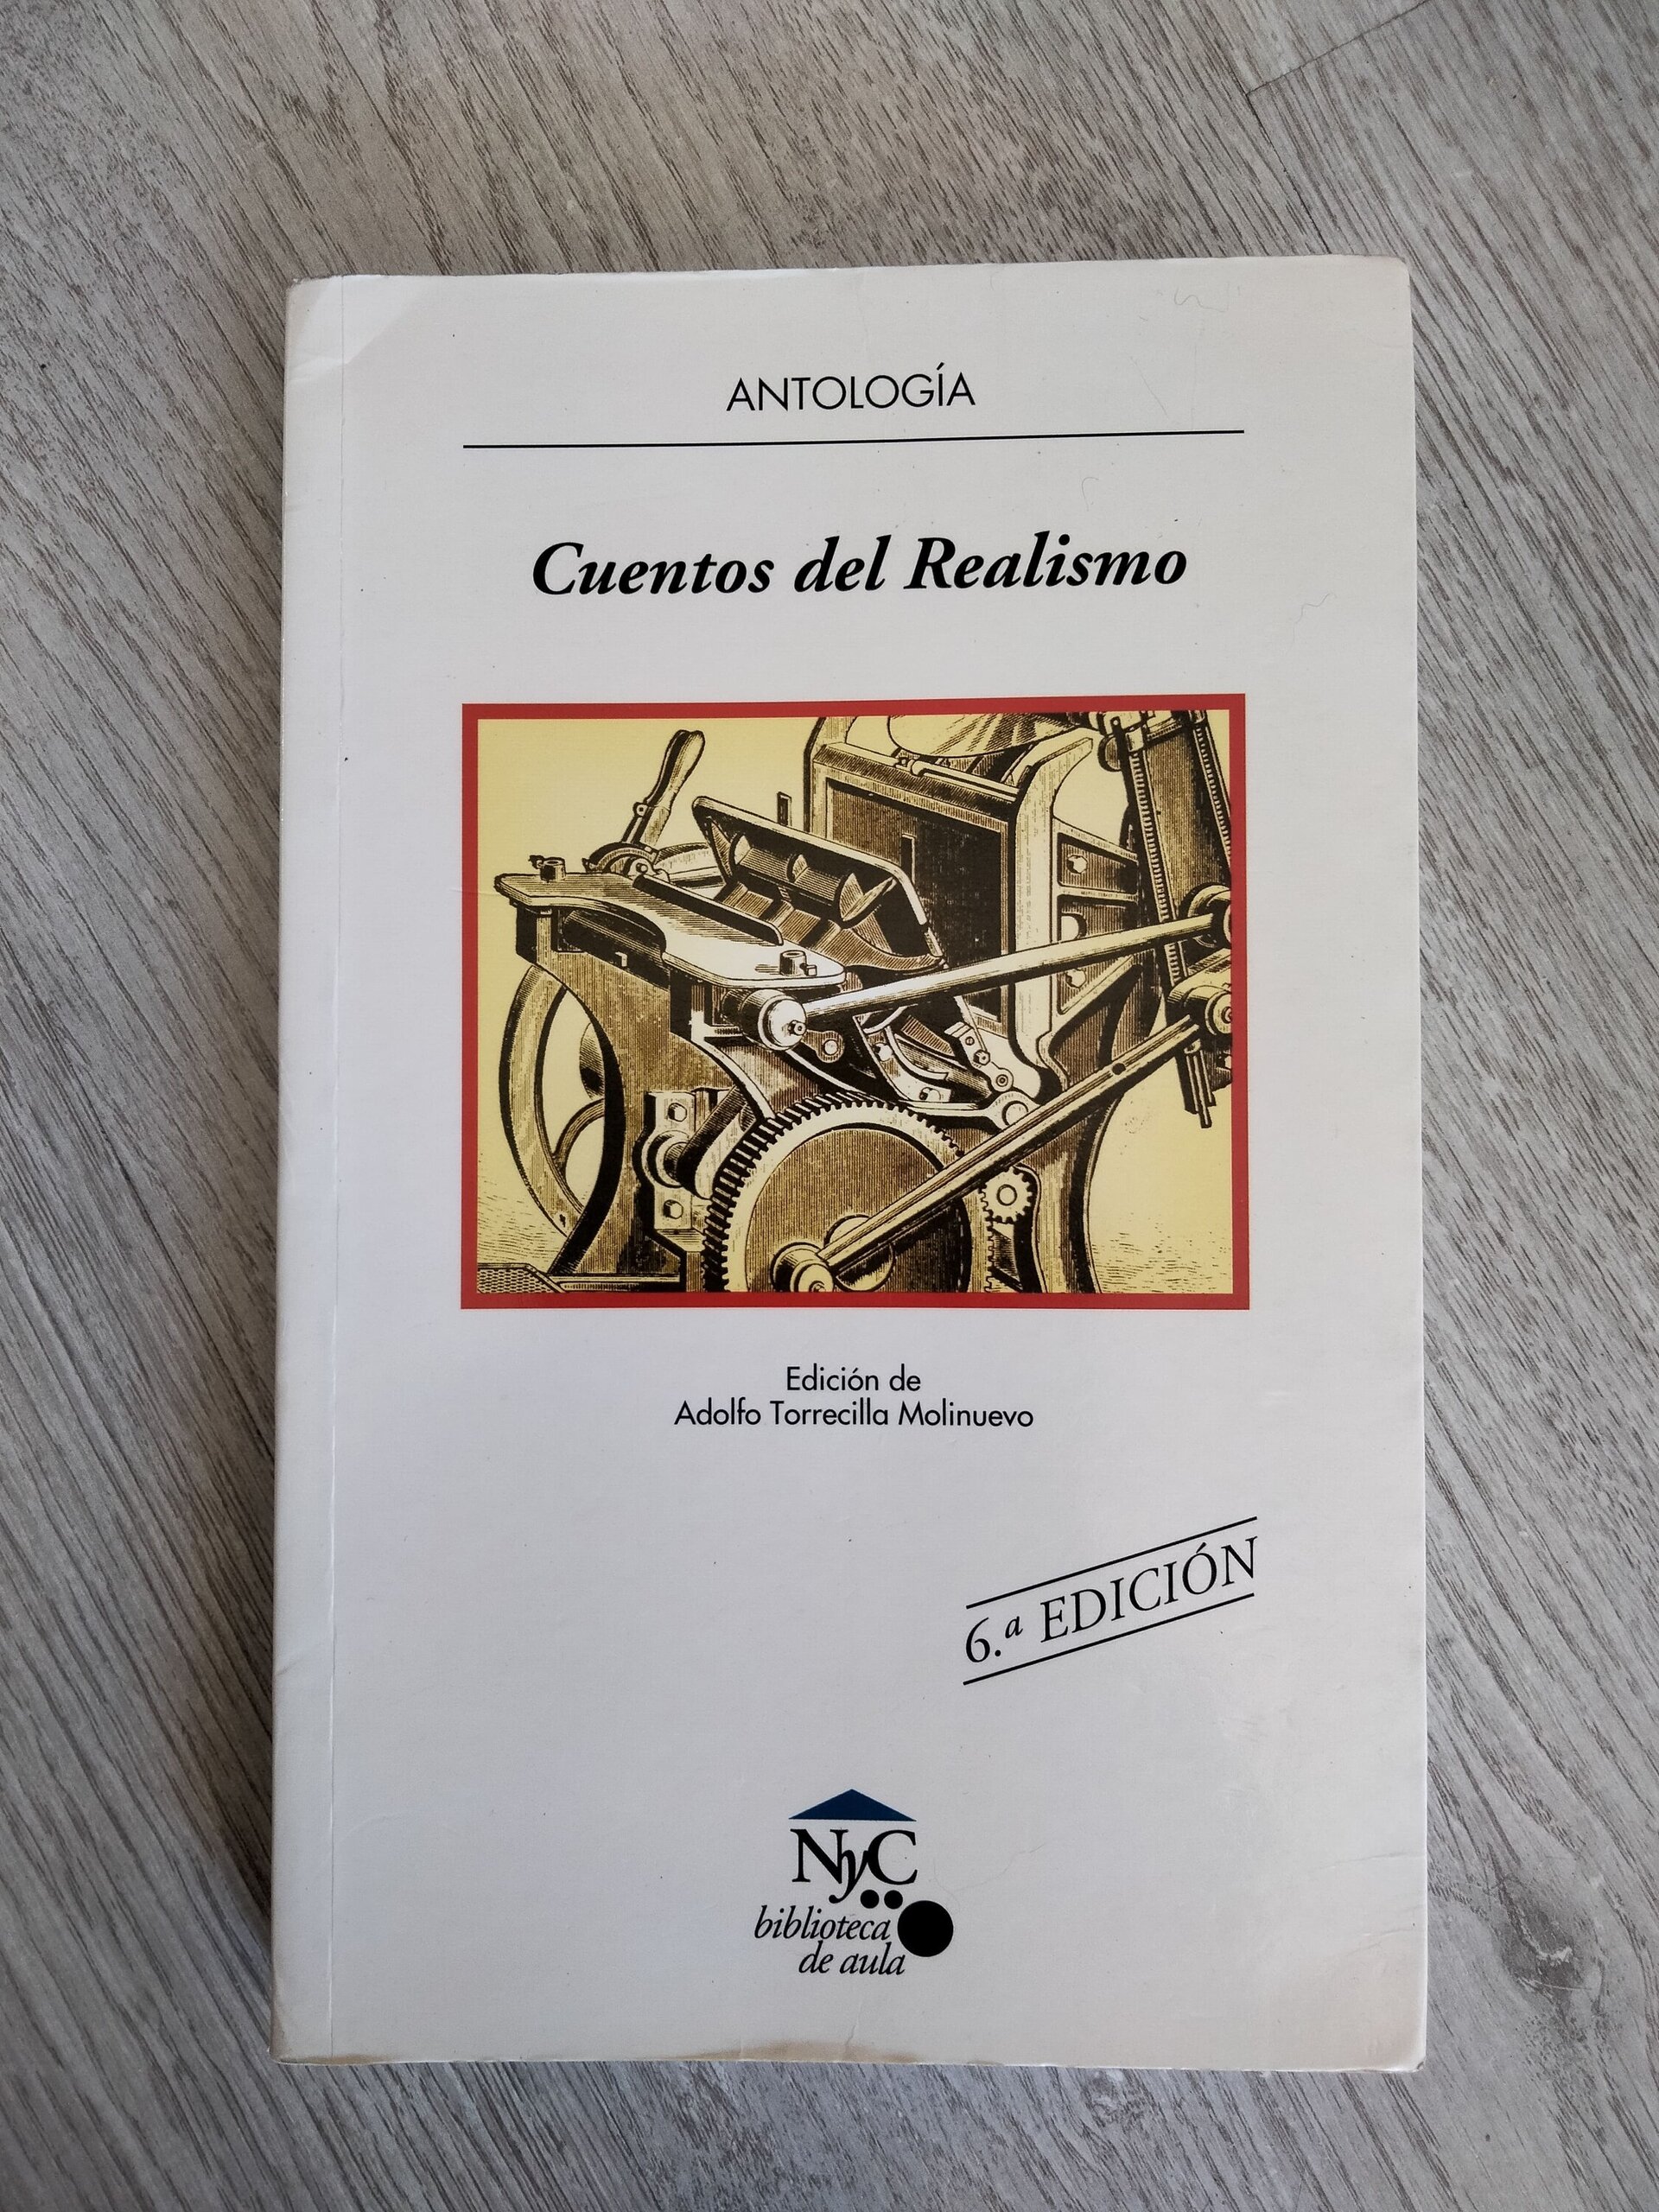 ANTOLOGÍA
Cuentos del Realismo
Edición de
Adolfo Torrecilla Molinuevo
6.ª EDICIÓN
NyC
biblioteca
de aula